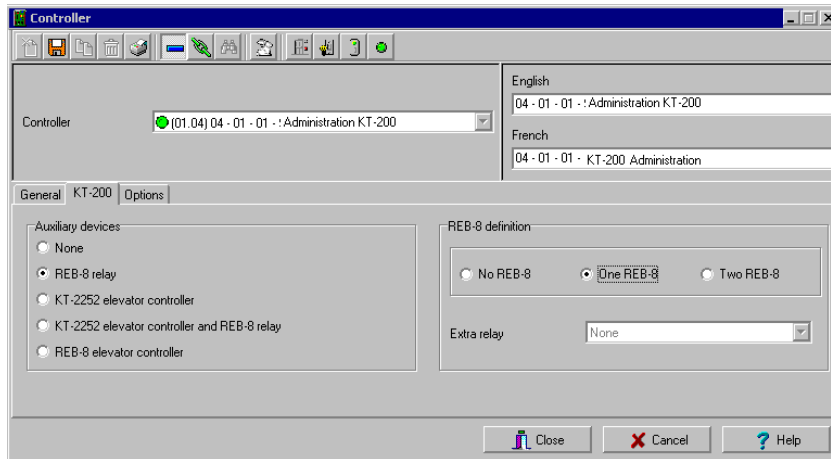 Controller
English
04 - 01 - 01 - : Administration KT-200
Controller
(01.04) 04 - 01 - 01 - : Administration KT-200
French
04 - 01 - 01 - KT-200 Administration
General
KT-200
Options
Auxiliary devices
None
REB-8 relay
KT-2252 elevator controller
KT-2252 elevator controller and REB-8 relay
REB-8 elevator controller
REB-8 definition
No REB-8
One REB-8
Two REB-8
Extra relay
None
Close
Cancel
Help